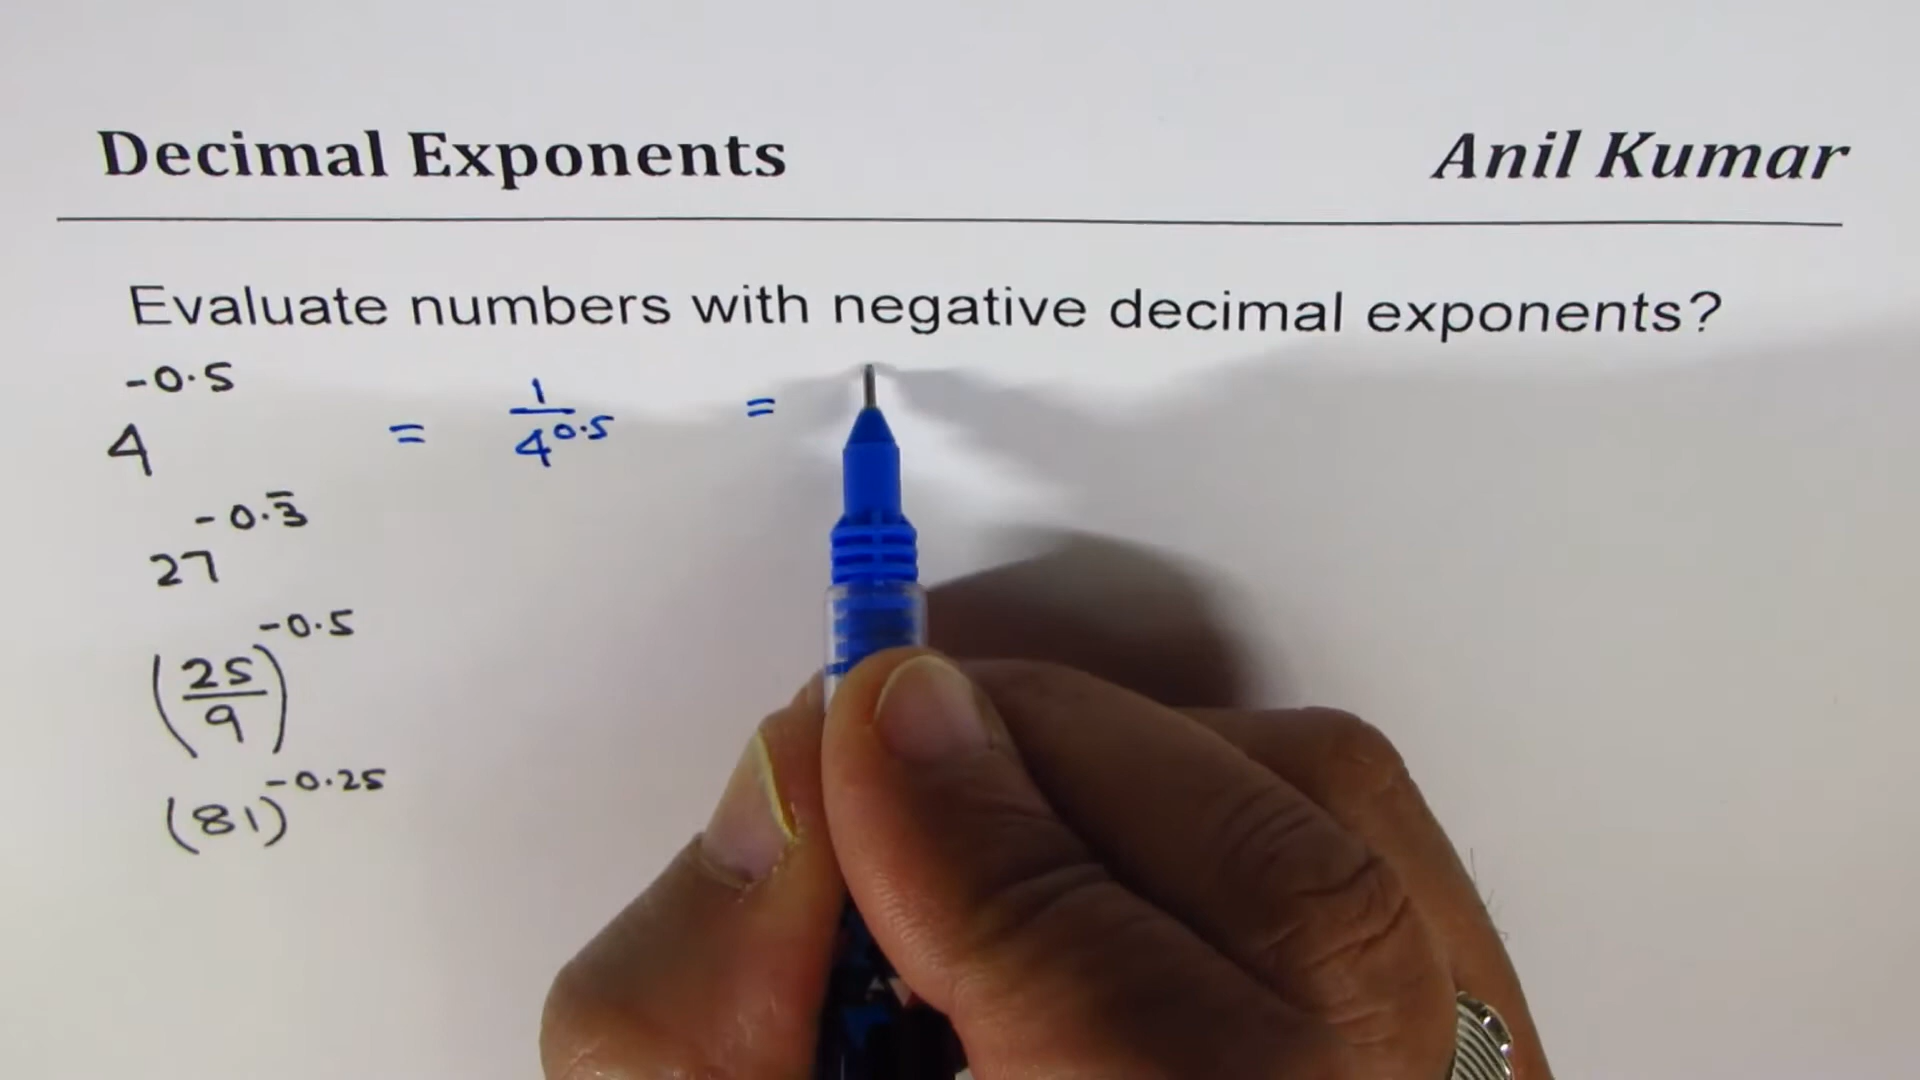 Decimal Exponents Anil Kumar
Evaluate numbers with negative decimal exponents?
4^-0.5 = 1/4^0.5 =
27^-0.3̅
(25/9)^-0.5
(81)^-0.25